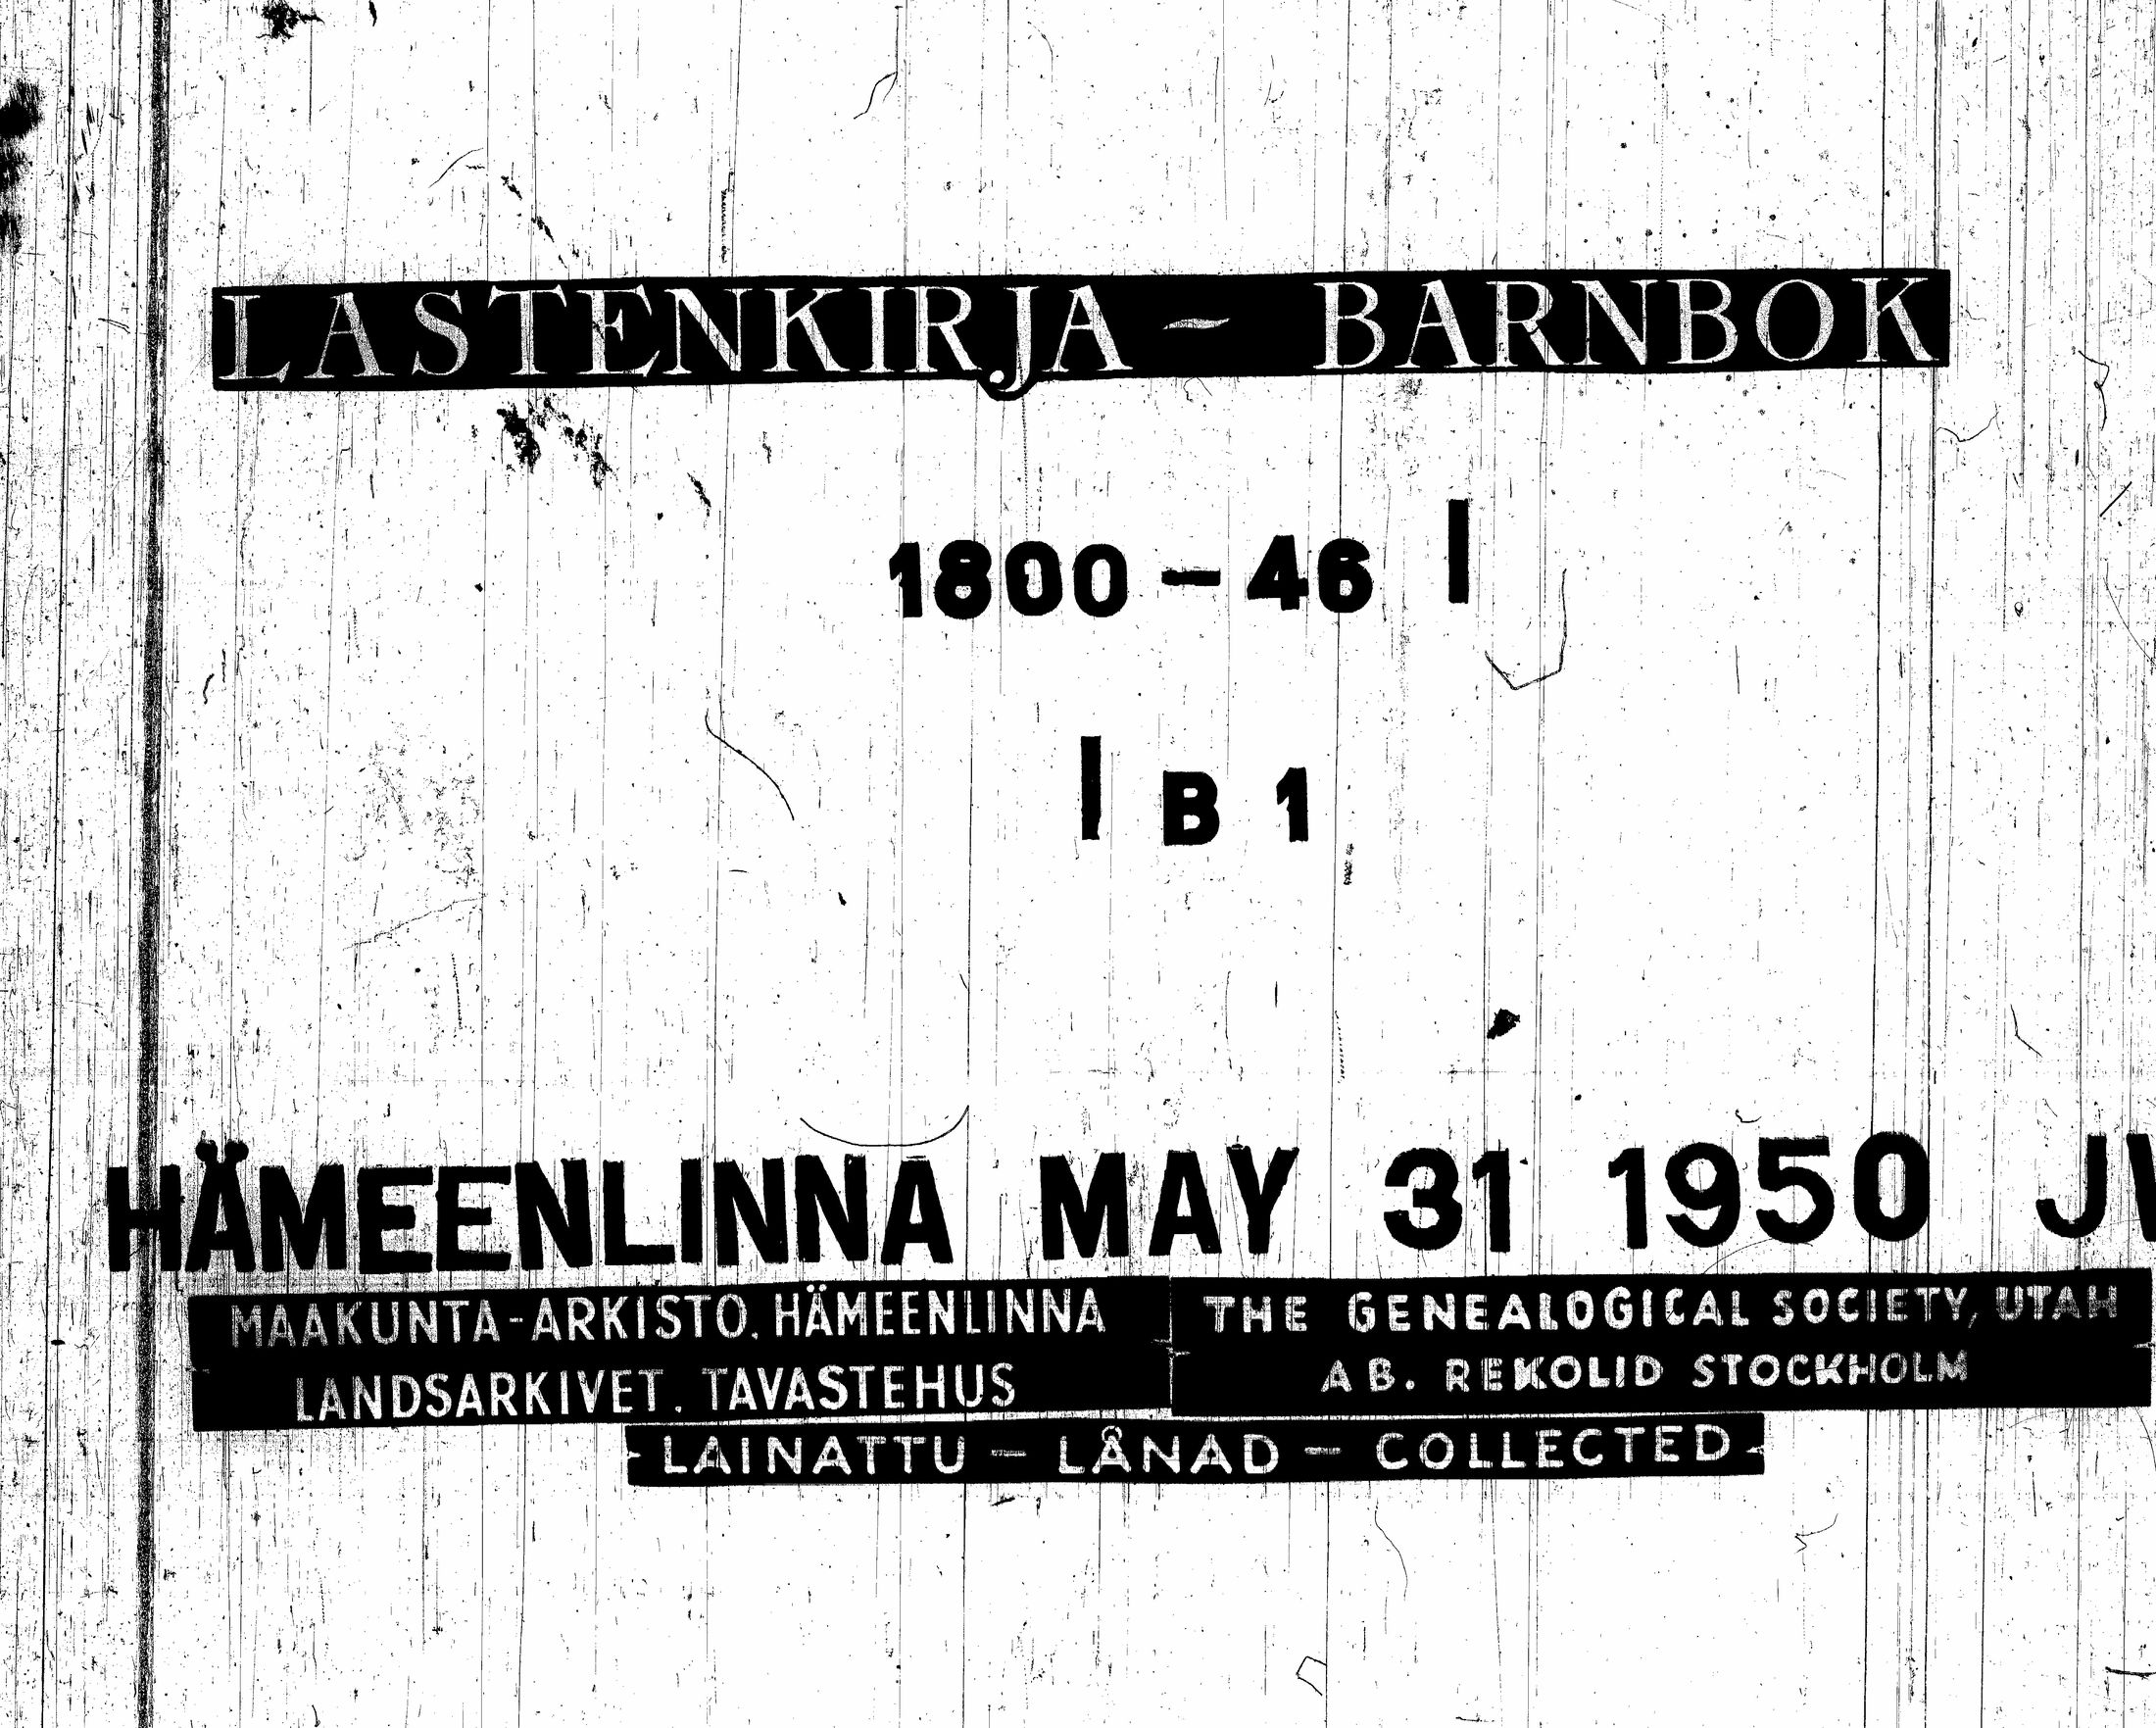 LASTENKIRJA - BARNBOK
1800-46 I
I B 1
HÄMEENLINNA MAY 31 1950
MAAKUNTA-ARKISTO. HÄMEENLINNA
LANDSARKIVET. TAVASTEHUS
THE GENEALOGICAL SOCIETY, UTAH
AB. REKOLID STOCKHOLM
LAINATTU - LÅNAD - COLLECTED